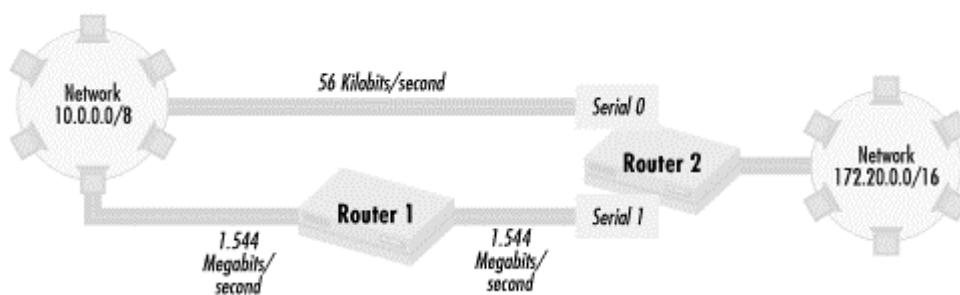 56 Kilobits/second
Network
10.0.0.0/8
Serial 0
Router 2
Network
172.20.0.0/16
Router 1
Serial 1
1.544
Megabits/
second
1.544
Megabits/
second